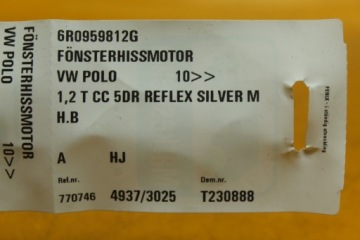 6R0959812G
FÖNSTERHISSMOTOR
VW POLO 10>>
1,2 T CC 5DR REFLEX SILVER M
H.B
A HJ
Ref.nr. Dem.nr.
770746 4937/3025 T230888
FÖNSTERHISSMOTOR
VW POLO 10>>